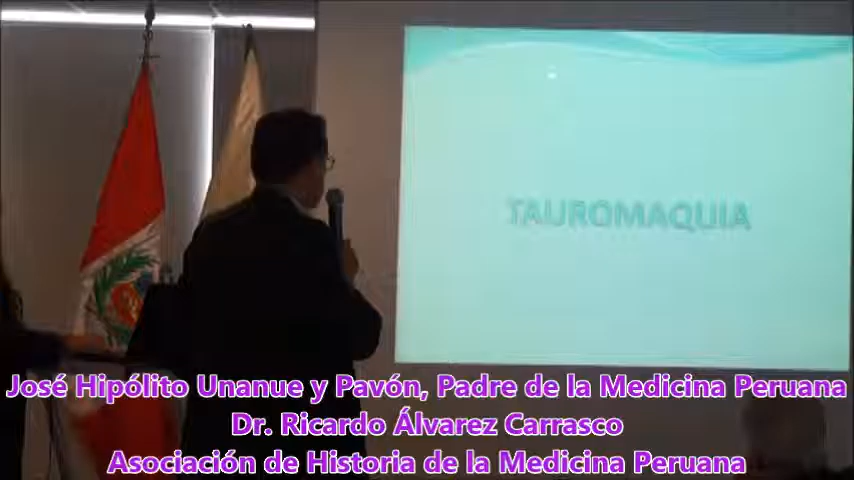 TAUROMAQUIA
José Hipólito Unanue y Pavón, Padre de la Medicina Peruana
Dr. Ricardo Álvarez Carrasco
Asociación de Historia de la Medicina Peruana